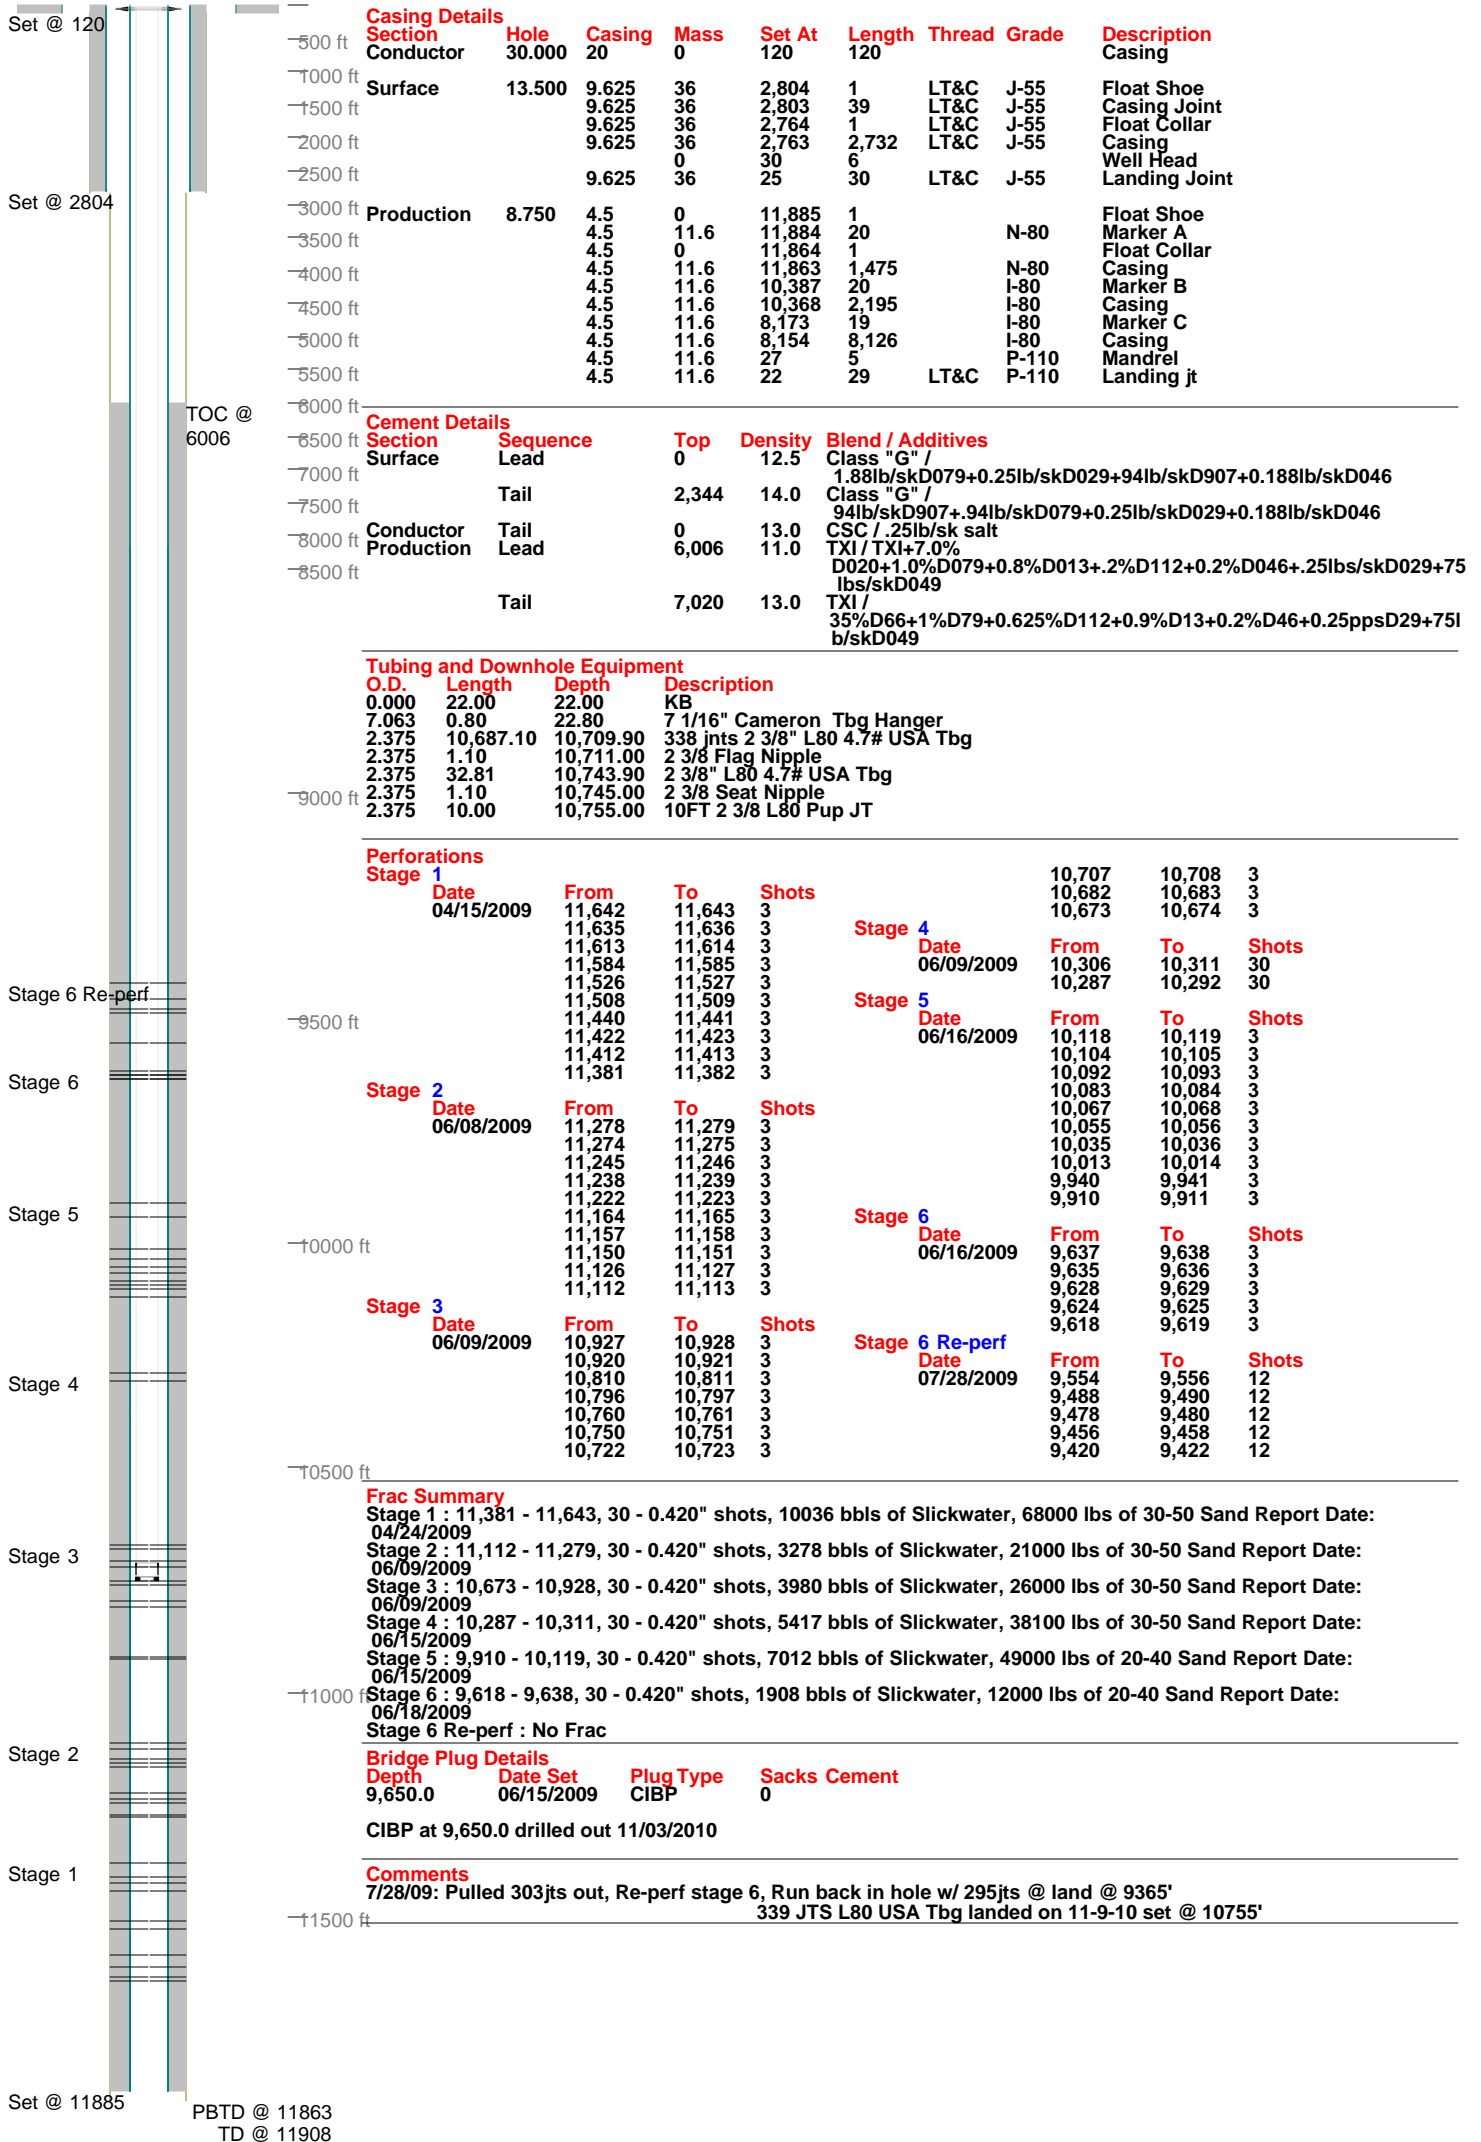 Set @ 120
Set @ 2804
TOC @
6006
Stage 6 Re-perf
Stage 6
Stage 5
Stage 4
Stage 3
Stage 2
Stage 1
Set @ 11885
PBTD @ 11863
TD @ 11908
500 ft
1000 ft
1500 ft
2000 ft
2500 ft
3000 ft
3500 ft
4000 ft
4500 ft
5000 ft
5500 ft
6000 ft
6500 ft
7000 ft
7500 ft
8000 ft
8500 ft
9000 ft
9500 ft
10000 ft
10500 ft
11000 ft
11500 ft
Casing Details
Section Hole Casing Mass Set At Length Thread Grade Description
Conductor 30.000 20 0 120 120 Casing
Surface 13.500 9.625 36 2,804 1 LT&C J-55 Float Shoe
9.625 36 2,803 39 LT&C J-55 Casing Joint
9.625 36 2,764 1 LT&C J-55 Float Collar
9.625 36 2,763 2,732 LT&C J-55 Casing
0 30 6 Well Head
9.625 36 25 30 LT&C J-55 Landing Joint
Production 8.750 4.5 0 11,885 1 Float Shoe
4.5 11.6 11,884 20 N-80 Marker A
4.5 0 11,864 1 Float Collar
4.5 11.6 11,863 1,475 N-80 Casing
4.5 11.6 10,387 20 I-80 Marker B
4.5 11.6 10,368 2,195 I-80 Casing
4.5 11.6 8,173 19 I-80 Marker C
4.5 11.6 8,154 8,126 I-80 Casing
4.5 11.6 27 5 P-110 Mandrel
4.5 11.6 22 29 LT&C P-110 Landing jt
Cement Details
Section Sequence Top Density Blend / Additives
Surface Lead 0 12.5 Class "G" /
1.88lb/skD079+0.25lb/skD029+94lb/skD907+0.188lb/skD046
Tail 2,344 14.0 Class "G" /
94lb/skD907+.94lb/skD079+0.25lb/skD029+0.188lb/skD046
Conductor Tail 0 13.0 CSC / .25lb/sk salt
Production Lead 6,006 11.0 TXI / TXI+7.0%
D020+1.0%D079+0.8%D013+.2%D112+0.2%D046+.25lbs/skD029+75
lbs/skD049
Tail 7,020 13.0 TXI /
35%D66+1%D79+0.625%D112+0.9%D13+0.2%D46+0.25ppsD29+75l
b/skD049
Tubing and Downhole Equipment
O.D. Length Depth Description
0.000 22.00 22.00 KB
7.063 0.80 22.80 7 1/16" Cameron Tbg Hanger
2.375 10,687.10 10,709.90 338 jnts 2 3/8" L80 4.7# USA Tbg
2.375 1.10 10,711.00 2 3/8 Flag Nipple
2.375 32.81 10,743.90 2 3/8" L80 4.7# USA Tbg
2.375 1.10 10,745.00 2 3/8 Seat Nipple
2.375 10.00 10,755.00 10FT 2 3/8 L80 Pup JT
Perforations
Stage 1
Date From To Shots
04/15/2009 11,642 11,643 3
11,635 11,636 3
11,613 11,614 3
11,584 11,585 3
11,526 11,527 3
11,508 11,509 3
11,440 11,441 3
11,422 11,423 3
11,412 11,413 3
11,381 11,382 3
Stage 2
Date From To Shots
06/08/2009 11,278 11,279 3
11,274 11,275 3
11,245 11,246 3
11,238 11,239 3
11,222 11,223 3
11,164 11,165 3
11,157 11,158 3
11,150 11,151 3
11,126 11,127 3
11,112 11,113 3
Stage 3
Date From To Shots
06/09/2009 10,927 10,928 3
10,920 10,921 3
10,810 10,811 3
10,796 10,797 3
10,760 10,761 3
10,750 10,751 3
10,722 10,723 3
10,707 10,708 3
10,682 10,683 3
10,673 10,674 3
Stage 4
Date From To Shots
06/09/2009 10,306 10,311 30
10,287 10,292 30
Stage 5
Date From To Shots
06/16/2009 10,118 10,119 3
10,104 10,105 3
10,092 10,093 3
10,083 10,084 3
10,067 10,068 3
10,055 10,056 3
10,035 10,036 3
10,013 10,014 3
9,940 9,941 3
9,910 9,911 3
Stage 6
Date From To Shots
06/16/2009 9,637 9,638 3
9,635 9,636 3
9,628 9,629 3
9,624 9,625 3
9,618 9,619 3
Stage 6 Re-perf
Date From To Shots
07/28/2009 9,554 9,556 12
9,488 9,490 12
9,478 9,480 12
9,456 9,458 12
9,420 9,422 12
Frac Summary
Stage 1 : 11,381 - 11,643, 30 - 0.420" shots, 10036 bbls of Slickwater, 68000 lbs of 30-50 Sand Report Date:
04/24/2009
Stage 2 : 11,112 - 11,279, 30 - 0.420" shots, 3278 bbls of Slickwater, 21000 lbs of 30-50 Sand Report Date:
06/09/2009
Stage 3 : 10,673 - 10,928, 30 - 0.420" shots, 3980 bbls of Slickwater, 26000 lbs of 30-50 Sand Report Date:
06/09/2009
Stage 4 : 10,287 - 10,311, 30 - 0.420" shots, 5417 bbls of Slickwater, 38100 lbs of 30-50 Sand Report Date:
06/15/2009
Stage 5 : 9,910 - 10,119, 30 - 0.420" shots, 7012 bbls of Slickwater, 49000 lbs of 20-40 Sand Report Date:
06/15/2009
Stage 6 : 9,618 - 9,638, 30 - 0.420" shots, 1908 bbls of Slickwater, 12000 lbs of 20-40 Sand Report Date:
06/18/2009
Stage 6 Re-perf : No Frac
Bridge Plug Details
Depth Date Set Plug Type Sacks Cement
9,650.0 06/15/2009 CIBP 0
CIBP at 9,650.0 drilled out 11/03/2010
Comments
7/28/09: Pulled 303jts out, Re-perf stage 6, Run back in hole w/ 295jts @ land @ 9365'
339 JTS L80 USA Tbg landed on 11-9-10 set @ 10755'